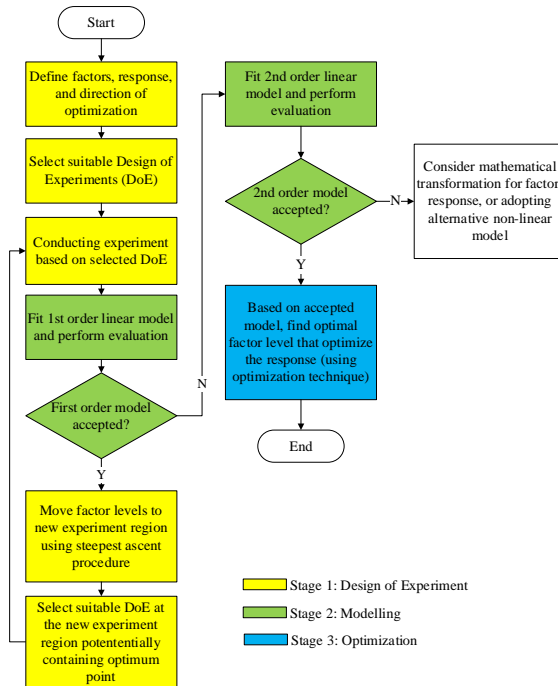 Start
Define factors, response,
and direction of
optimization
Select suitable Design of
Experiments (DoE)
Conducting experiment
based on selected DoE
Fit 1st order linear model
and perform evaluation
First order model
accepted?
N
Y
Move factor levels to
new experiment region
using steepest ascent
procedure
Select suitable DoE at
the new experiment
region potententially
containing optimum
point
Fit 2nd order linear
model and perform
evaluation
2nd order model
accepted?
N
Consider mathematical
transformation for factor,
response, or adopting
alternative non-linear
model
Y
Based on accepted
model, find optimal
factor level that optimize
the response (using
optimization technique)
End
Stage 1: Design of Experiment
Stage 2: Modelling
Stage 3: Optimization